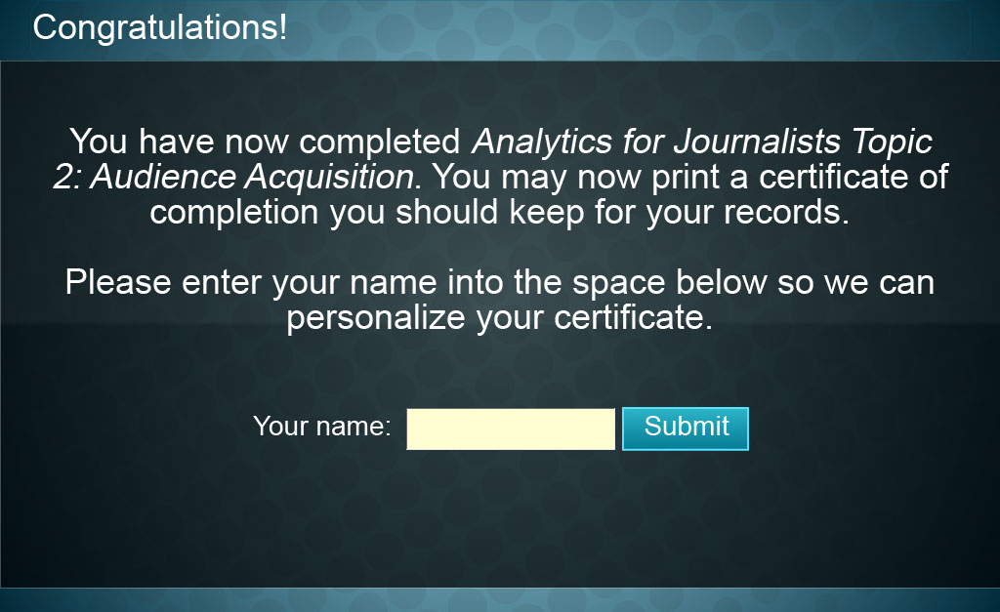 Congratulations!
You have now completed Analytics for Journalists Topic
2: Audience Acquisition. You may now print a certificate of
completion you should keep for your records.
Please enter your name into the space below so we can
personalize your certificate.
Your name: Submit